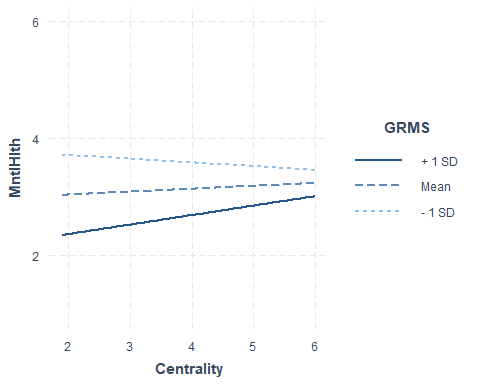 6
4
2
MntlHlth
2 3 4 5 6
Centrality
GRMS
+ 1 SD
Mean
- 1 SD